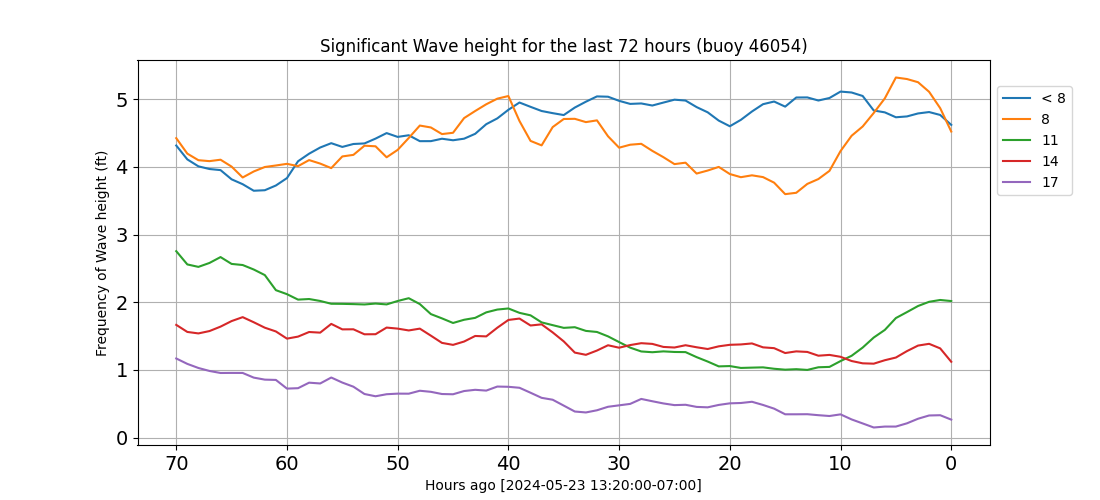 Significant Wave height for the last 72 hours (buoy 46054)
Frequency of Wave height (ft)
5
4
3
2
1
0
70 60 50 40 30 20 10 0
Hours ago [2024-05-23 13:20:00-07:00]
< 8
8
11
14
17